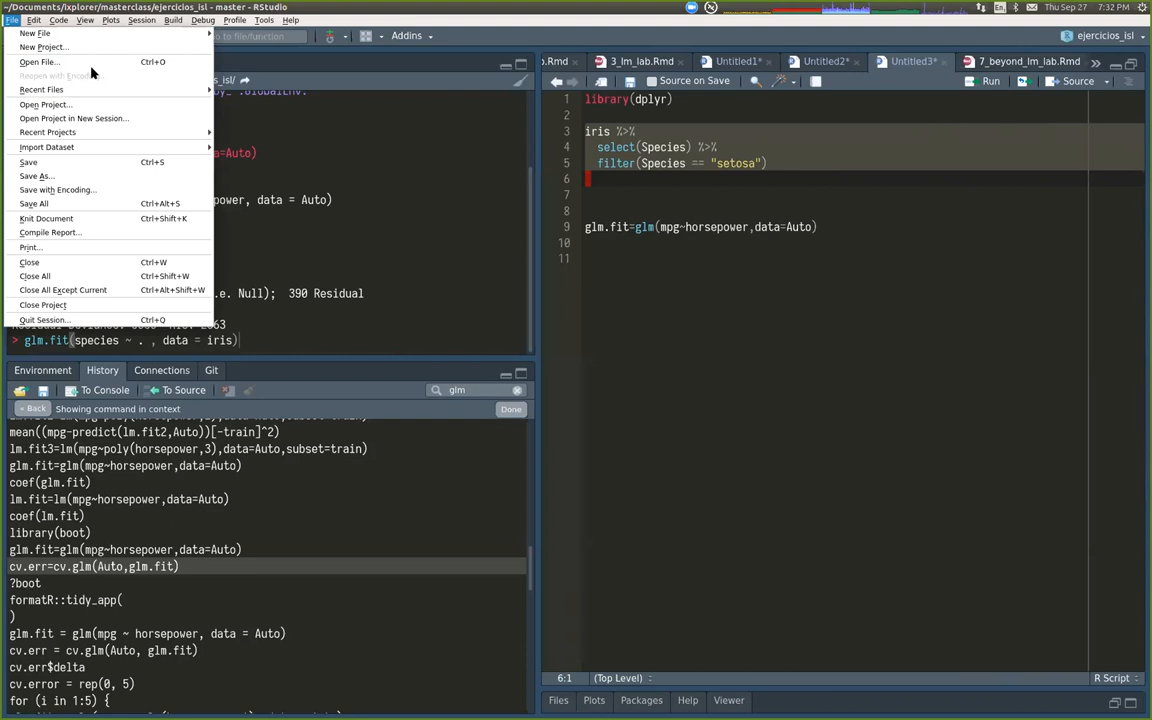 ~/Documents/ixplorer/masterclass/ejercicios_isl - master - RStudio
en
Thu Sep 27 7:32 PM
File Edit Code View Plots Session Build Debug Profile Tools Help
New File
New Project...
Open File... Ctrl+O
Reopen with Encod
Recent Files
Open Project...
Open Project in New Session...
Recent Projects
Import Dataset
Save Ctrl+S
Save As...
Save with Encoding...
Save All Ctrl+Alt+S
Knit Document Ctrl+Shift+K
Compile Report...
Print...
Close Ctrl+W
Close All Ctrl+Shift+W
Close All Except Current Ctrl+Alt+Shift+W
Close Project
Quit Session... Ctrl+Q
to file/function
Addins
ejercicios_isl
_isl/
=Auto)
, data = Auto)
.e. Null); 390 Residual
> glm.fit(species ~ . , data = iris)
Environment History Connections Git
To Console To Source glm
« Back Showing command in context Done
mean((mpg-predict(lm.fit2,Auto))[-train]^2)
lm.fit3=lm(mpg~poly(horsepower,3),data=Auto,subset=train)
glm.fit=glm(mpg~horsepower,data=Auto)
coef(glm.fit)
lm.fit=lm(mpg~horsepower,data=Auto)
coef(lm.fit)
library(boot)
glm.fit=glm(mpg~horsepower,data=Auto)
cv.err=cv.glm(Auto,glm.fit)
?boot
formatR::tidy_app(
)
glm.fit = glm(mpg ~ horsepower, data = Auto)
cv.err = cv.glm(Auto, glm.fit)
cv.err$delta
cv.error = rep(0, 5)
for (i in 1:5) {
b.Rmd 3_lm_lab.Rmd Untitled1* Untitled2* Untitled3* 7_beyond_lm_lab.Rmd
Source on Save Run Source
1 library(dplyr)
2
3 iris %>%
4 select(Species) %>%
5 filter(Species == "setosa")
6
7
8
9 glm.fit=glm(mpg~horsepower,data=Auto)
10
11
6:1 (Top Level) R Script
Files Plots Packages Help Viewer